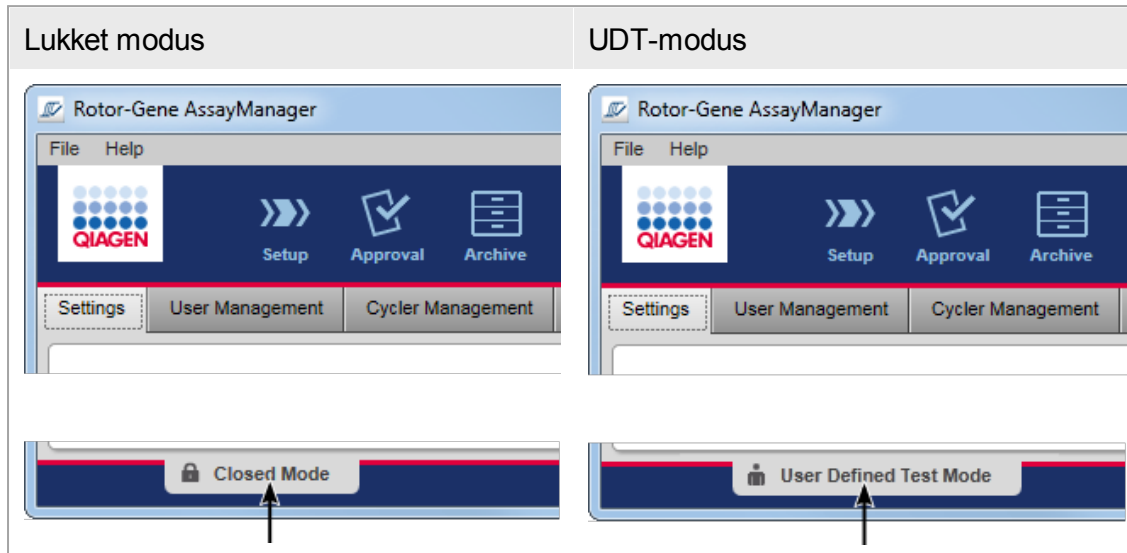 Lukket modus
UDT-modus
Rotor-Gene AssayManager
File Help
QIAGEN
Setup Approval Archive
Settings User Management Cycler Management
Closed Mode
Rotor-Gene AssayManager
File Help
QIAGEN
Setup Approval Archive
Settings User Management Cycler Management
User Defined Test Mode